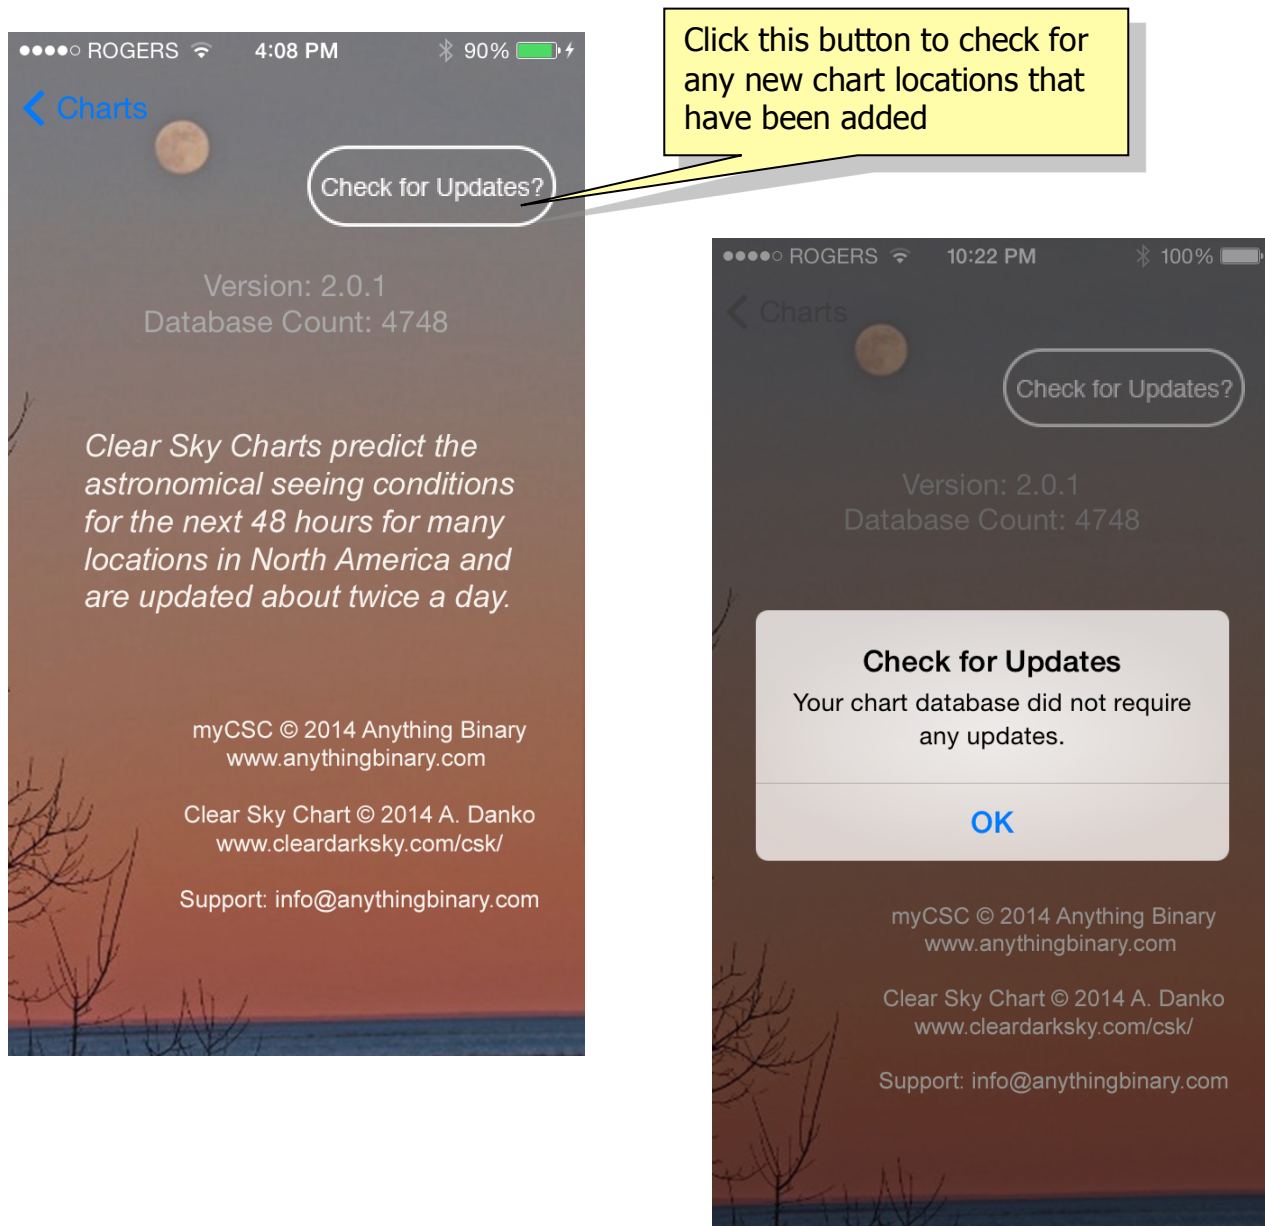 ●●●●○ ROGERS 4:08 PM 90%
Charts
Check for Updates?
Version: 2.0.1
Database Count: 4748
Clear Sky Charts predict the
astronomical seeing conditions
for the next 48 hours for many
locations in North America and
are updated about twice a day.
myCSC © 2014 Anything Binary
www.anythingbinary.com
Clear Sky Chart © 2014 A. Danko
www.cleardarksky.com/csk/
Support: info@anythingbinary.com
Click this button to check for
any new chart locations that
have been added
●●●●○ ROGERS 10:22 PM 100%
Charts
Check for Updates?
Version: 2.0.1
Database Count: 4748
Check for Updates
Your chart database did not require
any updates.
OK
myCSC © 2014 Anything Binary
www.anythingbinary.com
Clear Sky Chart © 2014 A. Danko
www.cleardarksky.com/csk/
Support: info@anythingbinary.com